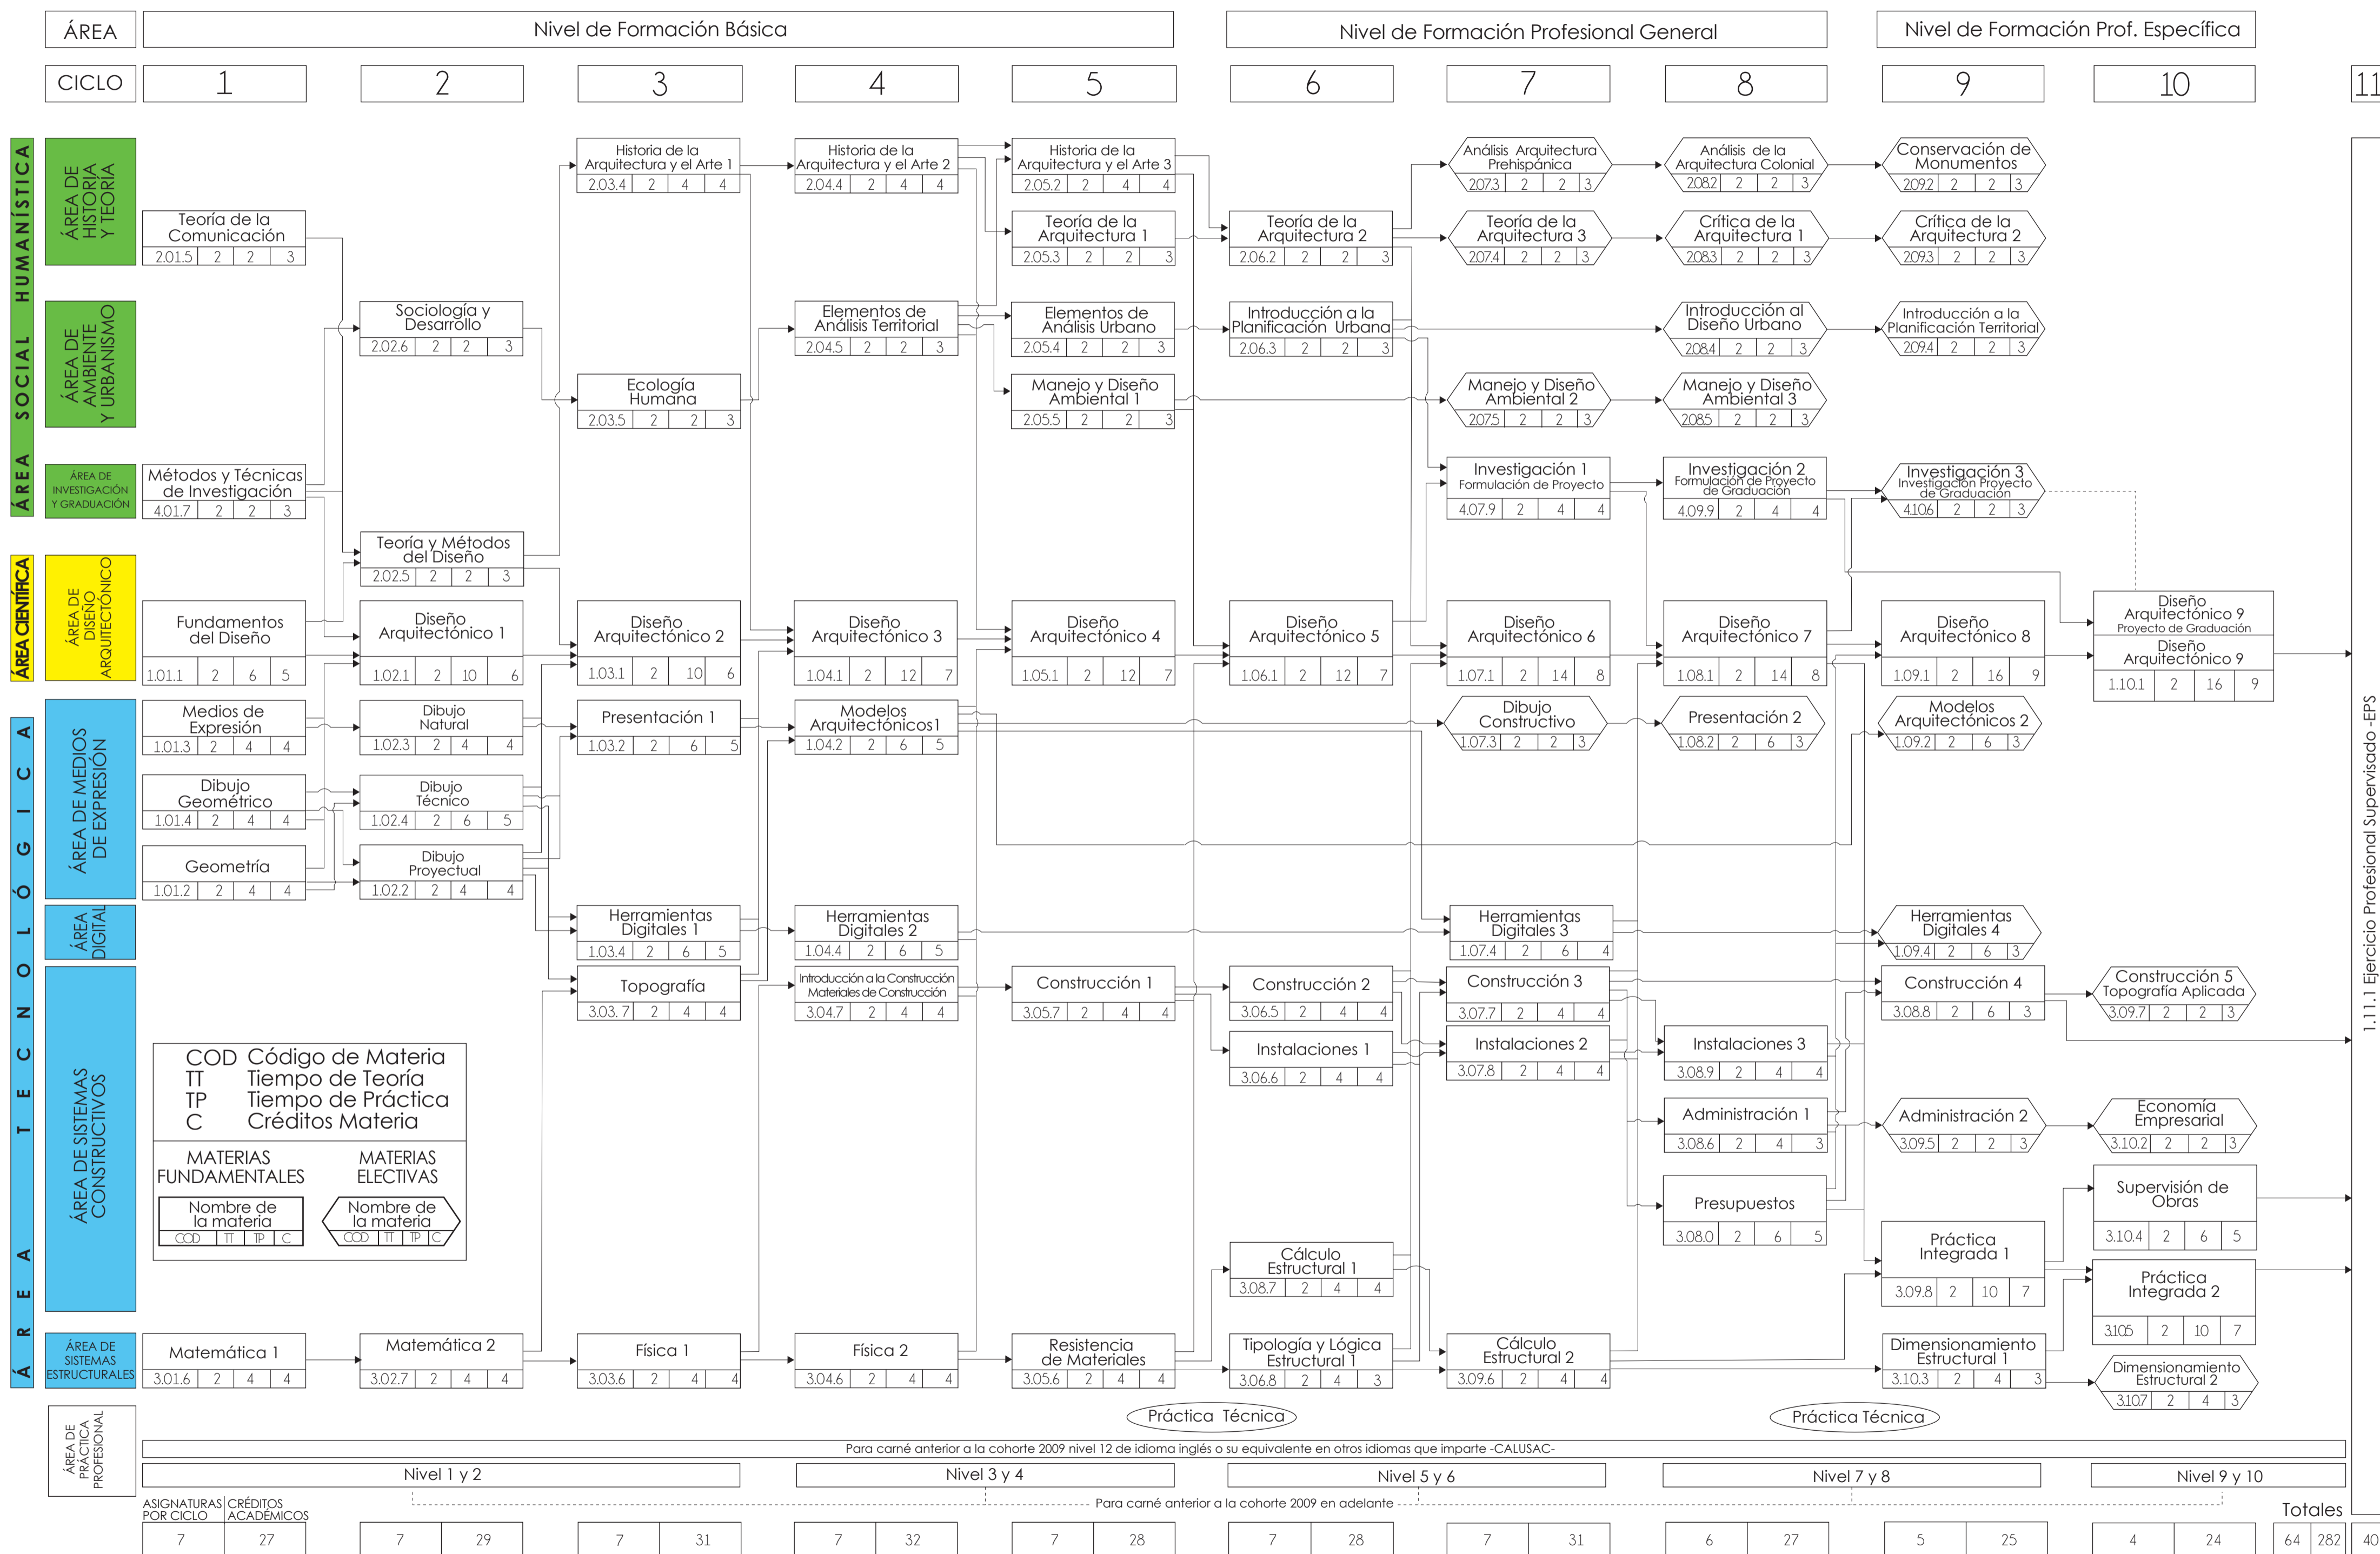 ÁREA
Nivel de Formación Básica
Nivel de Formación Profesional General
Nivel de Formación Prof. Específica
CICLO
1
2
3
4
5
6
7
8
9
10
11
ÁREA SOCIAL HUMANÍSTICA
ÁREA DE
HISTORIA
Y TEORÍA
Teoría de la
Comunicación
2.01.5 2 2 3
Historia de la
Arquitectura y el Arte 1
2.03.4 2 4 4
Historia de la
Arquitectura y el Arte 2
2.04.4 2 4 4
Historia de la
Arquitectura y el Arte 3
2.05.2 2 4 4
Teoría de la
Arquitectura 1
2.05.3 2 2 3
Teoría de la
Arquitectura 2
2.06.2 2 2 3
Análisis Arquitectura
Prehispánica
2.07.3 2 2 3
Análisis de la
Arquitectura Colonial
2.08.2 2 2 3
Conservación de
Monumentos
2.09.2 2 2 3
Teoría de la
Arquitectura 3
2.07.4 2 2 3
Crítica de la
Arquitectura 1
2.08.3 2 2 3
Crítica de la
Arquitectura 2
2.09.3 2 2 3
ÁREA DE
AMBIENTE
Y URBANISMO
Sociología y
Desarrollo
2.02.6 2 2 3
Ecología
Humana
2.03.5 2 2 3
Elementos de
Análisis Territorial
2.04.5 2 2 3
Elementos de
Análisis Urbano
2.05.4 2 2 3
Introducción a la
Planificación Urbana
2.06.3 2 2 3
Introducción al
Diseño Urbano
2.08.4 2 2 3
Introducción a la
Planificación Territorial
2.09.4 2 2 3
Manejo y Diseño
Ambiental 1
2.05.5 2 2 3
Manejo y Diseño
Ambiental 2
2.07.5 2 2 3
Manejo y Diseño
Ambiental 3
2.08.5 2 2 3
ÁREA DE
INVESTIGACIÓN
Y GRADUACIÓN
Métodos y Técnicas
de Investigación
4.01.7 2 2 3
Investigación 1
Formulación de Proyecto
4.07.9 2 4 4
Investigación 2
Formulación de Proyecto
de Graduación
4.09.9 2 4 4
Investigación 3
Investigación Proyecto
de Graduación
4.10.6 2 2 3
ÁREA CIENTÍFICA
ÁREA DE
DISEÑO
ARQUITECTÓNICO
Teoría y Métodos
del Diseño
2.02.5 2 2 3
Fundamentos
del Diseño
1.01.1 2 6 5
Diseño
Arquitectónico 1
1.02.1 2 10 6
Diseño
Arquitectónico 2
1.03.1 2 10 6
Diseño
Arquitectónico 3
1.04.1 2 12 7
Diseño
Arquitectónico 4
1.05.1 2 12 7
Diseño
Arquitectónico 5
1.06.1 2 12 7
Diseño
Arquitectónico 6
1.07.1 2 14 8
Diseño
Arquitectónico 7
1.08.1 2 14 8
Diseño
Arquitectónico 8
1.09.1 2 16 9
Diseño
Arquitectónico 9
Proyecto de Graduación
Diseño
Arquitectónico 9
1.10.1 2 16 9
ÁREA TECNOLÓGICA
ÁREA DE MEDIOS
DE EXPRESIÓN
Medios de
Expresión
1.01.3 2 4 4
Dibujo
Natural
1.02.3 2 4 4
Presentación 1
1.03.2 2 6 5
Modelos
Arquitectónicos1
1.04.2 2 6 5
Dibujo
Constructivo
1.07.3 2 2 3
Presentación 2
1.08.2 2 6 3
Modelos
Arquitectónicos 2
1.09.2 2 6 3
Dibujo
Geométrico
1.01.4 2 4 4
Dibujo
Técnico
1.02.4 2 6 5
Geometría
1.01.2 2 4 4
Dibujo
Proyectual
1.02.2 2 4 4
ÁREA
DIGITAL
Herramientas
Digitales 1
1.03.4 2 6 5
Herramientas
Digitales 2
1.04.4 2 6 5
Herramientas
Digitales 3
1.07.4 2 6 4
Herramientas
Digitales 4
1.09.4 2 6 3
ÁREA DE SISTEMAS
CONSTRUCTIVOS
Topografía
3.03. 7 2 4 4
Introducción a la Construcción
Materiales de Construcción
3.04.7 2 4 4
Construcción 1
3.05.7 2 4 4
Construcción 2
3.06.5 2 4 4
Construcción 3
3.07.7 2 4 4
Construcción 4
3.08.8 2 6 3
Construcción 5
Topografía Aplicada
3.09.7 2 2 3
Instalaciones 1
3.06.6 2 4 4
Instalaciones 2
3.07.8 2 4 4
Instalaciones 3
3.08.9 2 4 4
Administración 1
3.08.6 2 4 3
Administración 2
3.09.5 2 2 3
Economía
Empresarial
3.10.2 2 2 3
Presupuestos
3.08.0 2 6 5
Supervisión de
Obras
3.10.4 2 6 5
Práctica
Integrada 1
3.09.8 2 10 7
Práctica
Integrada 2
3.10.5 2 10 7
Cálculo
Estructural 1
3.08.7 2 4 4
COD Código de Materia
TT Tiempo de Teoría
TP Tiempo de Práctica
C Créditos Materia
MATERIAS
FUNDAMENTALES
MATERIAS
ELECTIVAS
Nombre de
la materia
COD TT TP C
Nombre de
la materia
COD TT TP C
ÁREA DE
SISTEMAS
ESTRUCTURALES
Matemática 1
3.01.6 2 4 4
Matemática 2
3.02.7 2 4 4
Física 1
3.03.6 2 4 4
Física 2
3.04.6 2 4 4
Resistencia
de Materiales
3.05.6 2 4 4
Tipología y Lógica
Estructural 1
3.06.8 2 4 3
Cálculo
Estructural 2
3.09.6 2 4 4
Dimensionamiento
Estructural 1
3.10.3 2 4 3
Dimensionamiento
Estructural 2
3.10.7 2 4 3
1.11.1 Ejercicio Profesional Supervisado -EPS
ÁREA DE
PRÁCTICA
PROFESIONAL
Práctica Técnica
Práctica Técnica
Para carné anterior a la cohorte 2009 nivel 12 de idioma inglés o su equivalente en otros idiomas que imparte -CALUSAC-
Nivel 1 y 2
Nivel 3 y 4
Nivel 5 y 6
Nivel 7 y 8
Nivel 9 y 10
Para carné anterior a la cohorte 2009 en adelante
ASIGNATURAS
POR CICLO
CRÉDITOS
ACADÉMICOS
Totales
7 27 7 29 7 31 7 32 7 28 7 28 7 31 6 27 5 25 4 24 64 282 40